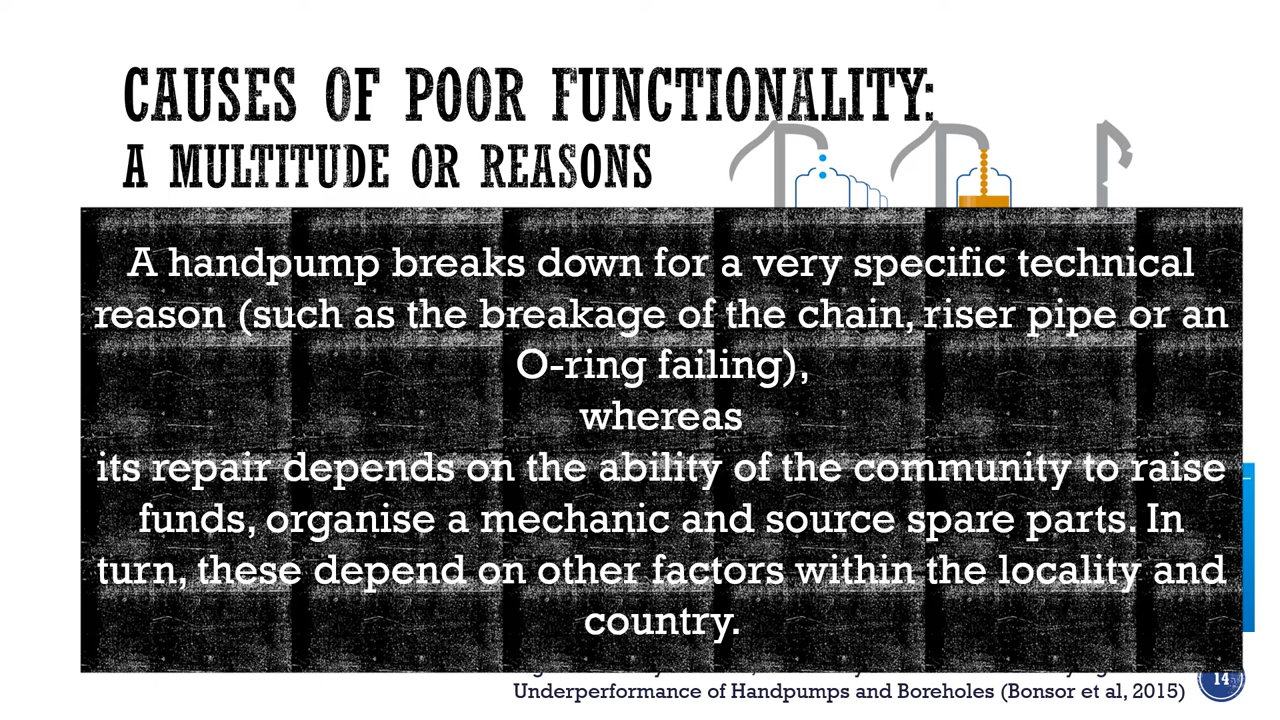 CAUSES OF POOR FUNCTIONALITY:
A MULTITUDE OR REASONS
A handpump breaks down for a very specific technical
reason (such as the breakage of the chain, riser pipe or an
O-ring failing),
whereas
its repair depends on the ability of the community to raise
funds, organise a mechanic and source spare parts. In
turn, these depend on other factors within the locality and
country.
Underperformance of Handpumps and Boreholes (Bonsor et al, 2015)
14